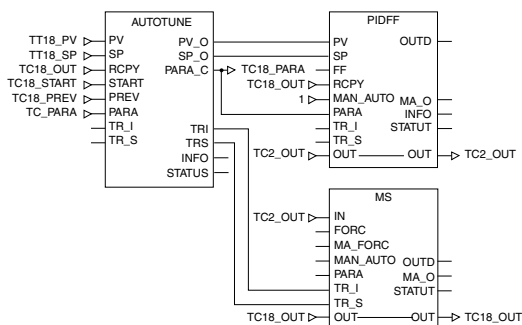 AUTOTUNE
TT18_PV PV PV_O
TT18_SP SP SP_O
TC18_OUT RCPY PARA_C TC18_PARA
TC18_START START
TC18_PREV PREV
TC_PARA PARA
TR_I TRI
TR_S TRS
INFO
STATUS
PIDFF
PV OUTD
SP
FF
TC18_OUT RCPY
1 MAN_AUTO MA_O
PARA INFO
TR_I STATUT
TR_S
TC2_OUT OUT OUT TC2_OUT
MS
TC2_OUT IN
FORC
MA_FORC
MAN_AUTO OUTD
PARA MA_O
TR_I STATUT
TR_S
TC18_OUT OUT OUT TC18_OUT